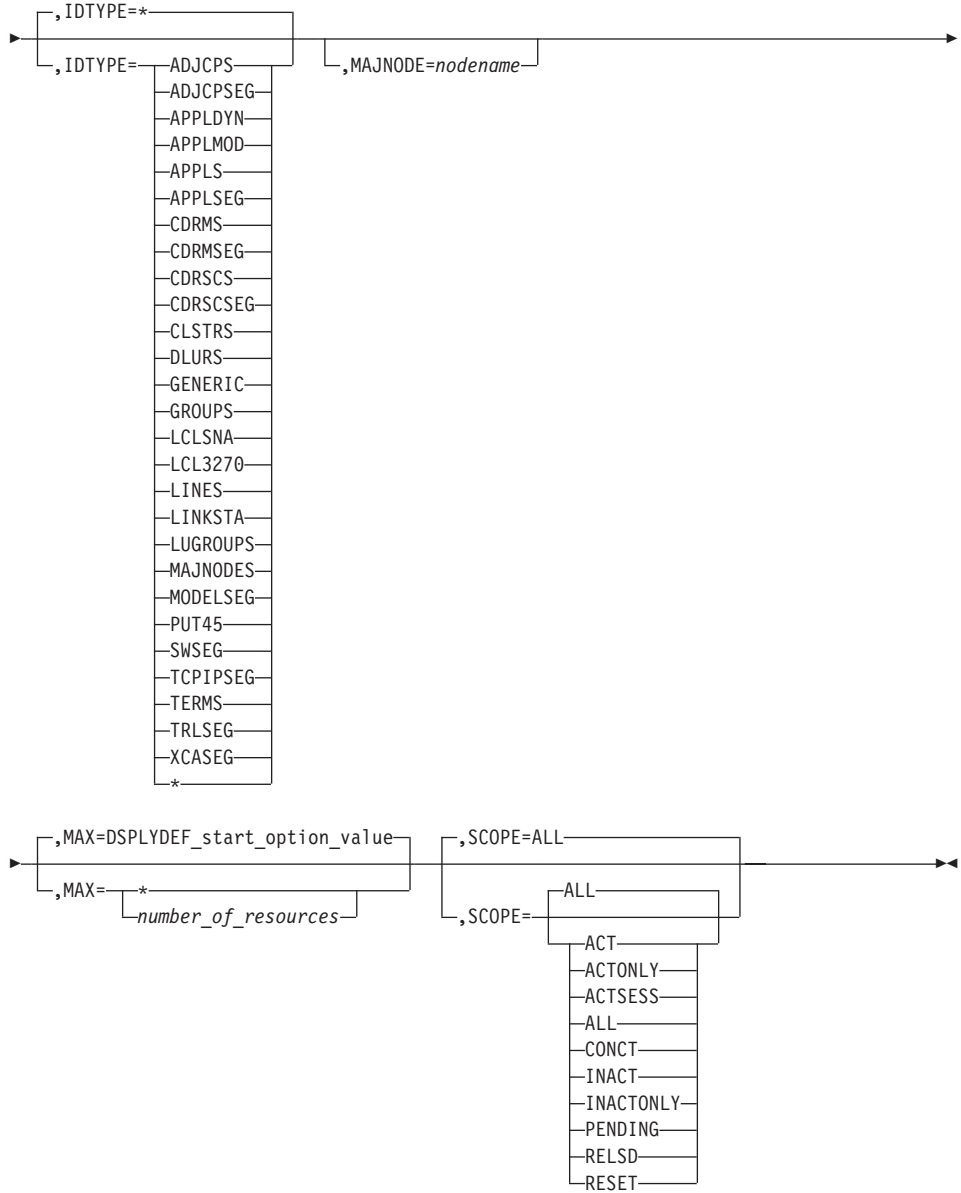 ,IDTYPE=*
,IDTYPE= ADJCPS ,MAJNODE=nodename
ADJCPSEG
APPLDYN
APPLMOD
APPLS
APPLSEG
CDRMS
CDRMSEG
CDRSCS
CDRSCSEG
CLSTRS
DLURS
GENERIC
GROUPS
LCLSNA
LCL3270
LINES
LINKSTA
LUGROUPS
MAJNODES
MODELSEG
PUT45
SWSEG
TCPIPSEG
TERMS
TRLSEG
XCASEG
*
,MAX=DSPLYDEF_start_option_value ,SCOPE=ALL
,MAX= * ALL
number_of_resources ,SCOPE=
ACT
ACTONLY
ACTSESS
ALL
CONCT
INACT
INACTONLY
PENDING
RELSD
RESET